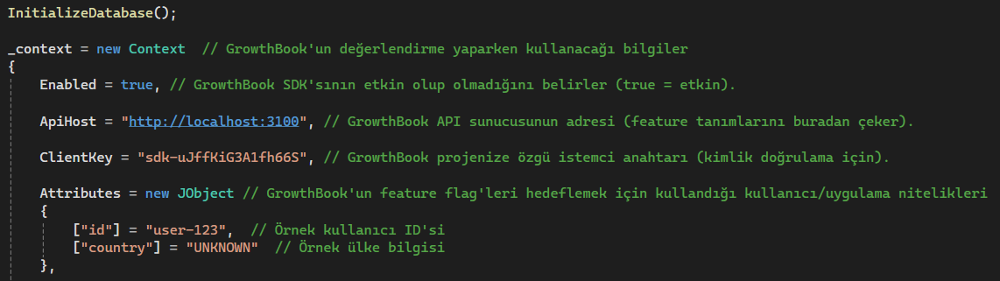 InitializeDatabase();
_context = new Context  // GrowthBook'un değerlendirme yaparken kullanacağı bilgiler
{
    Enabled = true, // GrowthBook SDK'sının etkin olup olmadığını belirler (true = etkin).
    ApiHost = "http://localhost:3100", // GrowthBook API sunucusunun adresi (feature tanımlarını buradan çeker).
    ClientKey = "sdk-uJffKiG3A1fh66S", // GrowthBook projenize özgü istemci anahtarı (kimlik doğrulama için).
    Attributes = new JObject // GrowthBook'un feature flag'leri hedeflemek için kullandığı kullanıcı/uygulama nitelikleri
    {
        ["id"] = "user-123",  // Örnek kullanıcı ID'si
        ["country"] = "UNKNOWN"  // Örnek ülke bilgisi
    },